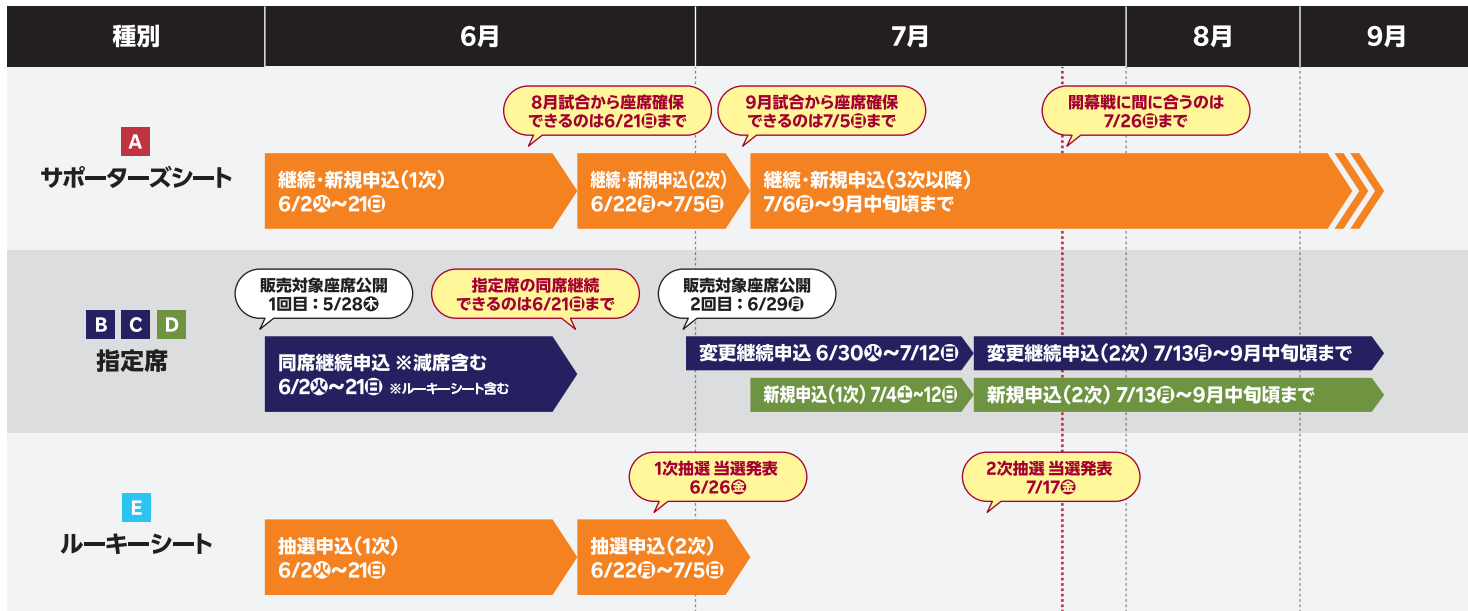 種別
6月
7月
8月
9月
A
サポーターズシート
8月試合から座席確保
できるのは6/21㊐まで
9月試合から座席確保
できるのは7/5㊐まで
開幕戦に間に合うのは
7/26㊐まで
継続・新規申込(1次)
6/2㊋〜21㊐
継続・新規申込(2次)
6/22㊊〜7/5㊐
継続・新規申込(3次以降)
7/6㊊〜9月中旬頃まで
B C D
指定席
販売対象座席公開
1回目：5/28㊍
指定席の同席継続
できるのは6/21㊐まで
販売対象座席公開
2回目：6/29㊊
同席継続申込 ※減席含む
6/2㊋〜21㊐ ※ルーキーシート含む
変更継続申込 6/30㊋〜7/12㊐
変更継続申込(2次) 7/13㊊〜9月中旬頃まで
新規申込(1次) 7/4㊏~12㊐
新規申込(2次) 7/13㊊〜9月中旬頃まで
E
ルーキーシート
1次抽選 当選発表
6/26㊎
2次抽選 当選発表
7/17㊎
抽選申込(1次)
6/2㊋〜21㊐
抽選申込(2次)
6/22㊊〜7/5㊐